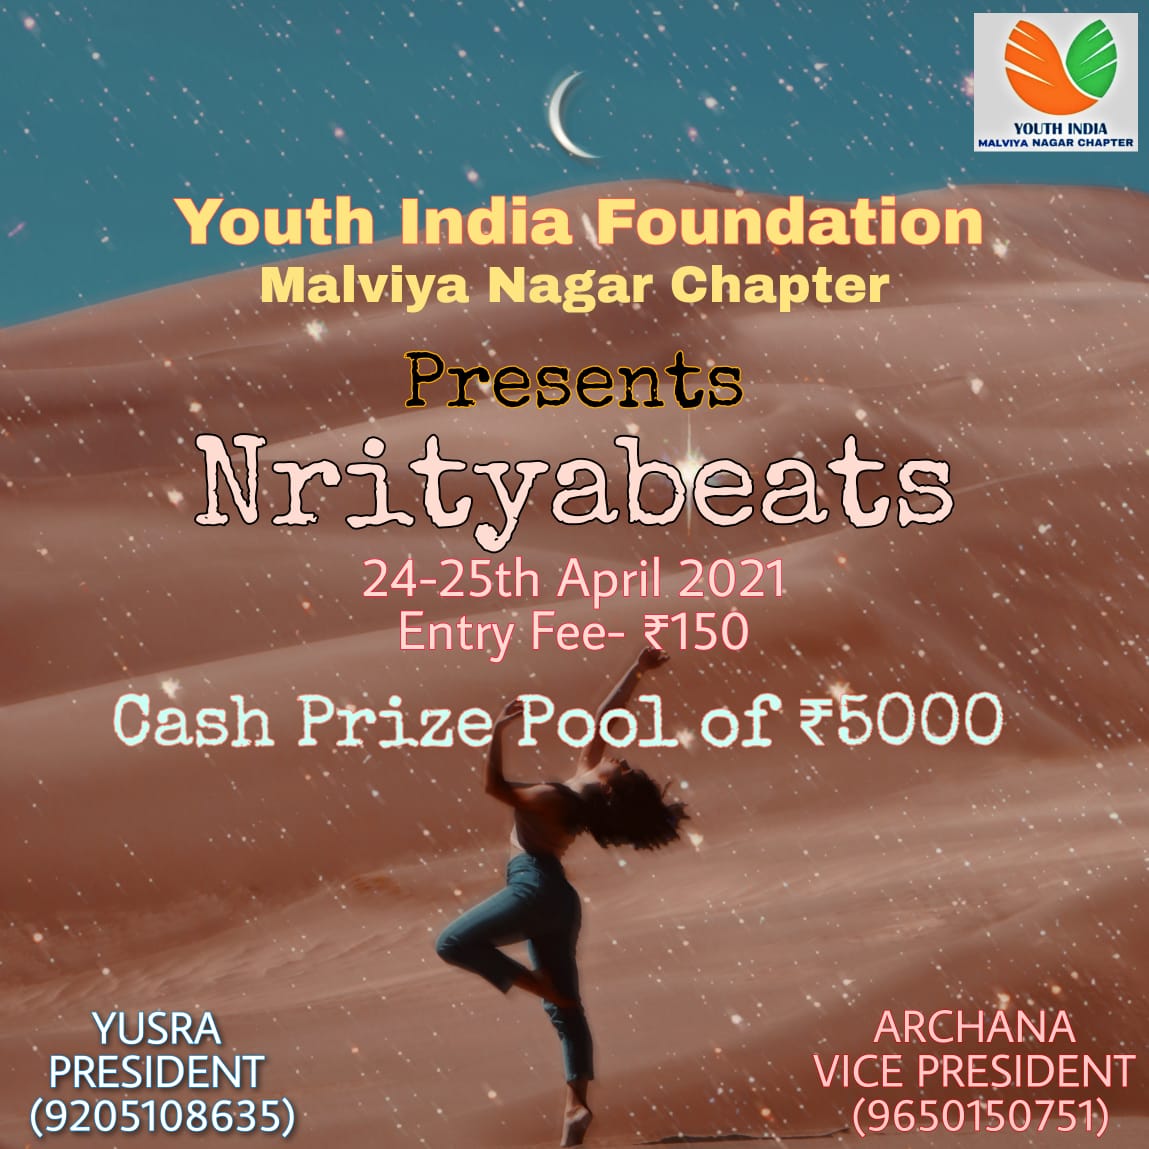 YOUTH INDIA
MALVIYA NAGAR CHAPTER
Youth India Foundation
Malviya Nagar Chapter
Presents
Nrityabeats
24-25th April 2021
Entry Fee- ₹150
Cash Prize Pool of ₹5000
YUSRA
PRESIDENT
(9205108635)
ARCHANA
VICE PRESIDENT
(9650150751)